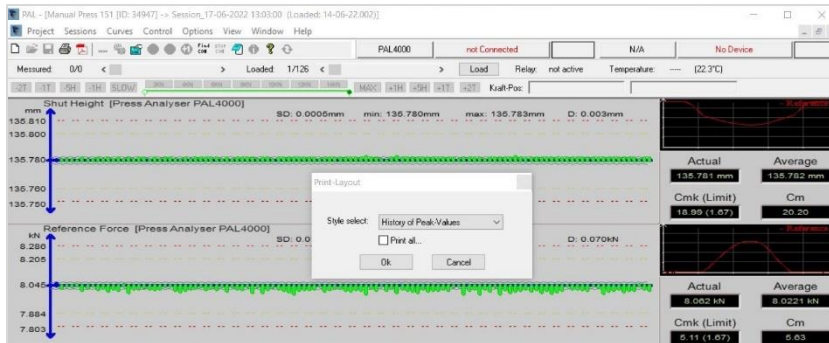 PAL - [Manual Press 151 [ID: 34947] -> Session_17-06-2022 13:03:00 (Loaded: 14-06-22.002)]
Project Sessions Curves Control Options View Window Help
PAL4000 not Connected N/A No Device
Messured: 0/0 < > Loaded: 1/126 < > Load Relay: not active Temperature: ---- (22.3°C)
-2T -1T -5H -1H SLOW MAX +1H +5H +1T +2T Kraft-Pos:
Shut Height [Press Analyser PAL4000]
mm
SD: 0.0006mm min: 135.780mm max: 135.783mm D: 0.003mm
135.810
135.800
135.780
135.760
135.750
Actual Average
135.781 mm 135.782 mm
Cmk (Limit) Cm
18.99 (1.67) 20.20
Print-Layout:
Style select: History of Peak-Values
Print all...
Ok Cancel
Reference Force [Press Analyser PAL4000]
kN
SD: 0.0 D: 0.070kN
8.286
8.205
8.045
7.884
7.803
Actual Average
8.062 kN 8.0221 kN
Cmk (Limit) Cm
5.11 (1.67) 5.63